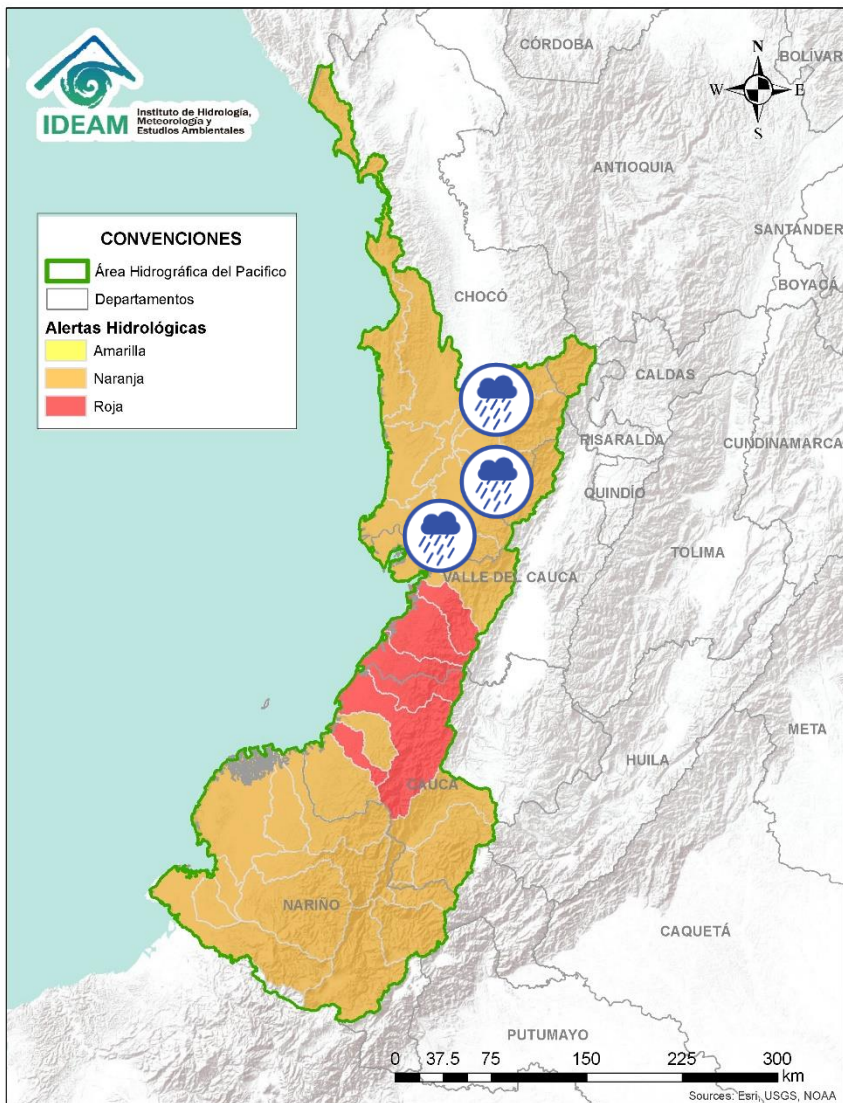 IDEAM
Instituto de Hidrología,
Meteorología y
Estudios Ambientales
CÓRDOBA
BOLÍVAR
N
W
E
S
ANTIOQUIA
SANTANDER
BOYACÁ
CONVENCIONES
Área Hidrográfica del Pacifico
Departamentos
Alertas Hidrológicas
Amarilla
Naranja
Roja
CHOCÓ
CALDAS
RISARALDA
CUNDINAMARCA
QUINDÍO
TOLIMA
VALLE DEL CAUCA
META
HUILA
CAUCA
NARIÑO
CAQUETÁ
PUTUMAYO
0 37.5 75 150 225 300
km
Sources: Esri, USGS, NOAA